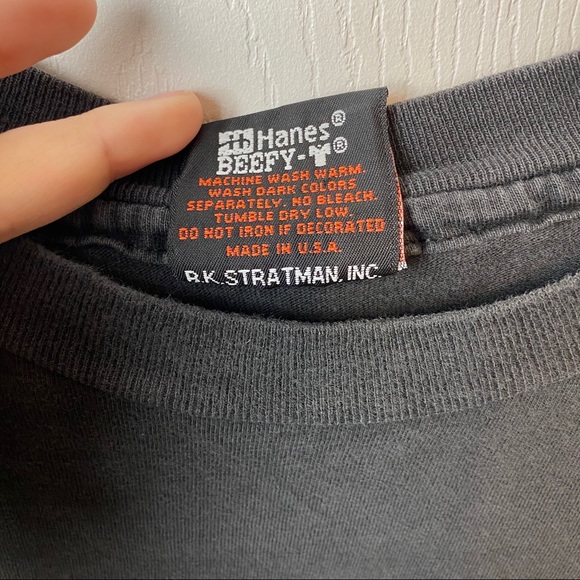 Hanes®
BEEFY-T®
MACHINE WASH WARM.
WASH DARK COLORS
SEPARATELY. NO BLEACH.
TUMBLE DRY LOW.
DO NOT IRON IF DECORATED
MADE IN U.S.A.
R.K.STRATMAN, INC.